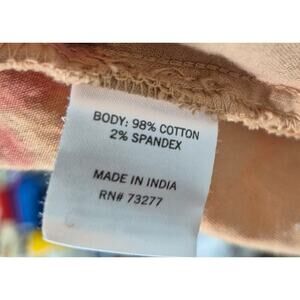 BODY: 98% COTTON
2% SPANDEX
MADE IN INDIA
RN# 73277